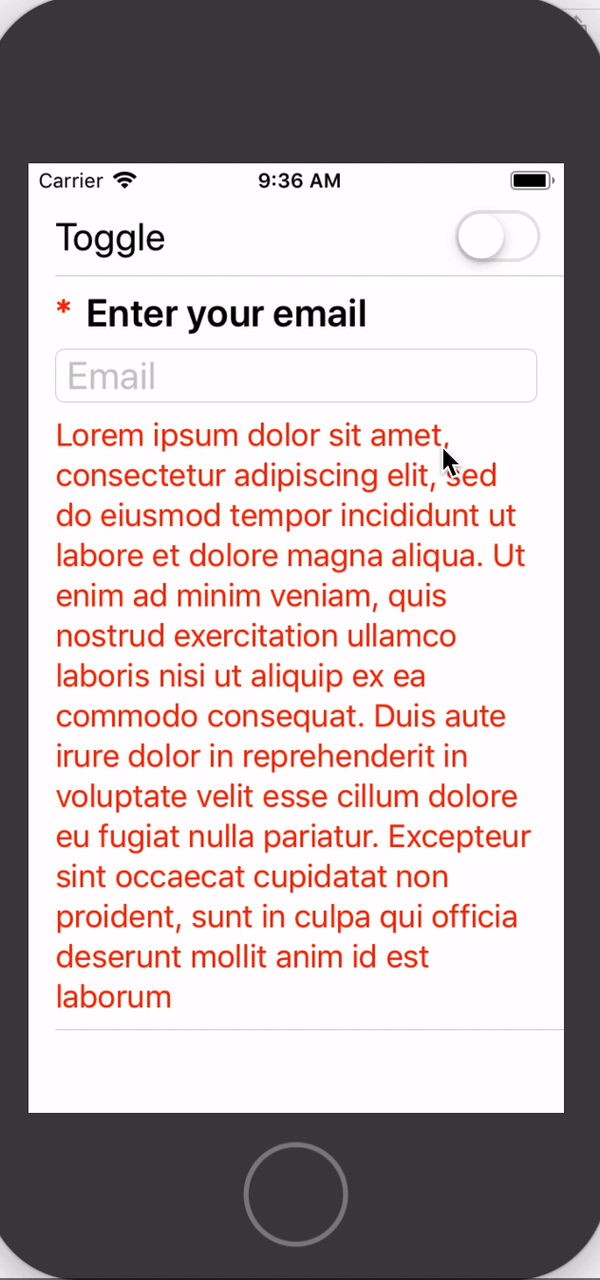 Carrier 9:36 AM
Toggle
* Enter your email
Email
Lorem ipsum dolor sit amet,
consectetur adipiscing elit, sed
do eiusmod tempor incididunt ut
labore et dolore magna aliqua. Ut
enim ad minim veniam, quis
nostrud exercitation ullamco
laboris nisi ut aliquip ex ea
commodo consequat. Duis aute
irure dolor in reprehenderit in
voluptate velit esse cillum dolore
eu fugiat nulla pariatur. Excepteur
sint occaecat cupidatat non
proident, sunt in culpa qui officia
deserunt mollit anim id est
laborum